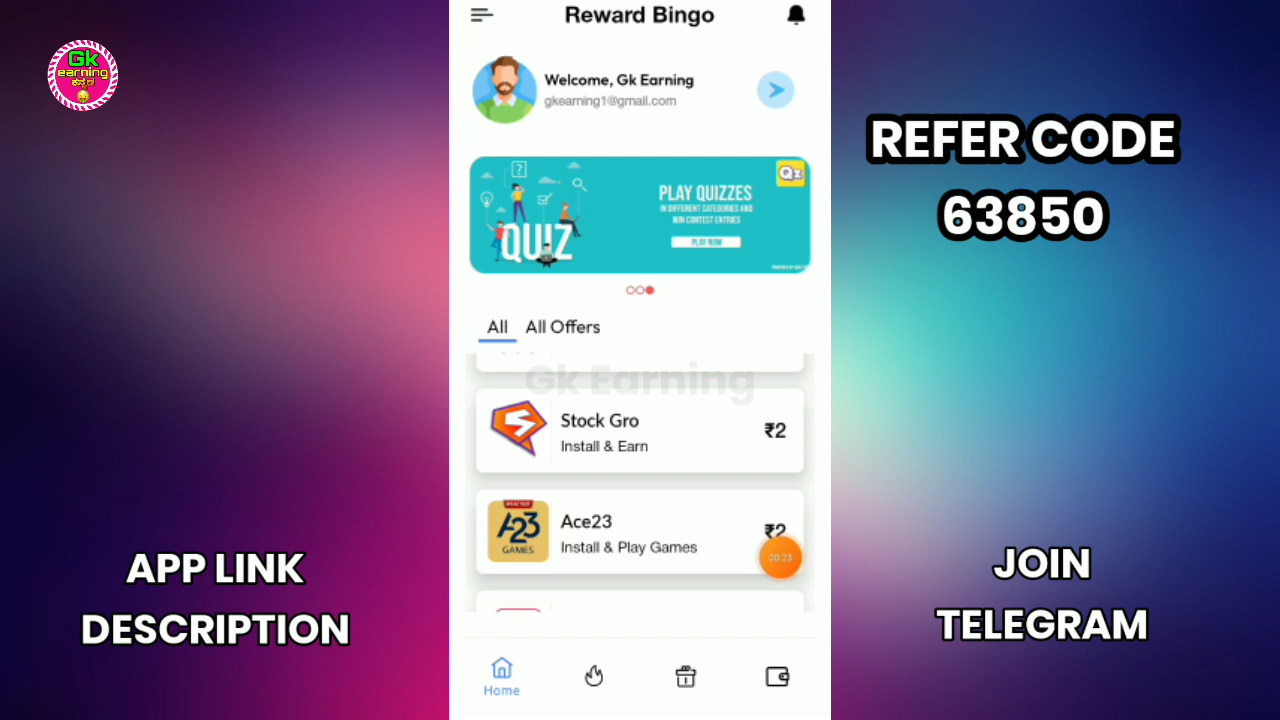 Gk
earning
ಕನ್ನಡ
Reward Bingo
Welcome, Gk Earning
gkearning1@gmail.com
PLAY QUIZZES
IN DIFFERENT CATEGORIES AND
WIN CONTEST ENTRIES
PLAY NOW
QUIZ
?
All
All Offers
Gk Earning
Stock Gro
₹2
Install & Earn
A23
GAMES
Ace23
₹2
Install & Play Games
00:23
Home
REFER CODE
63850
APP LINK
DESCRIPTION
JOIN
TELEGRAM